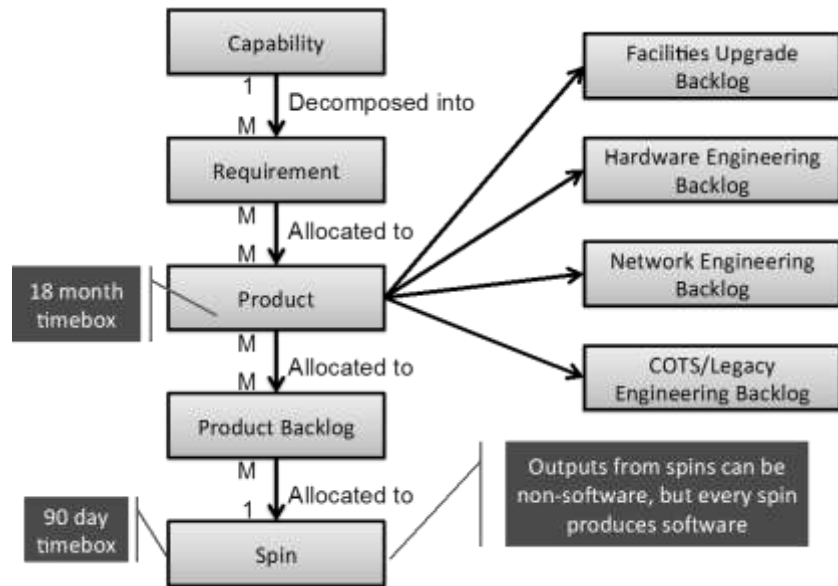 Capability
1
Decomposed into
M
Requirement
M
Allocated to
M
Product
M
Allocated to
M
Product Backlog
M
Allocated to
1
Spin
18 month
timebox
90 day
timebox
Facilities Upgrade
Backlog
Hardware Engineering
Backlog
Network Engineering
Backlog
COTS/Legacy
Engineering Backlog
Outputs from spins can be
non-software, but every spin
produces software